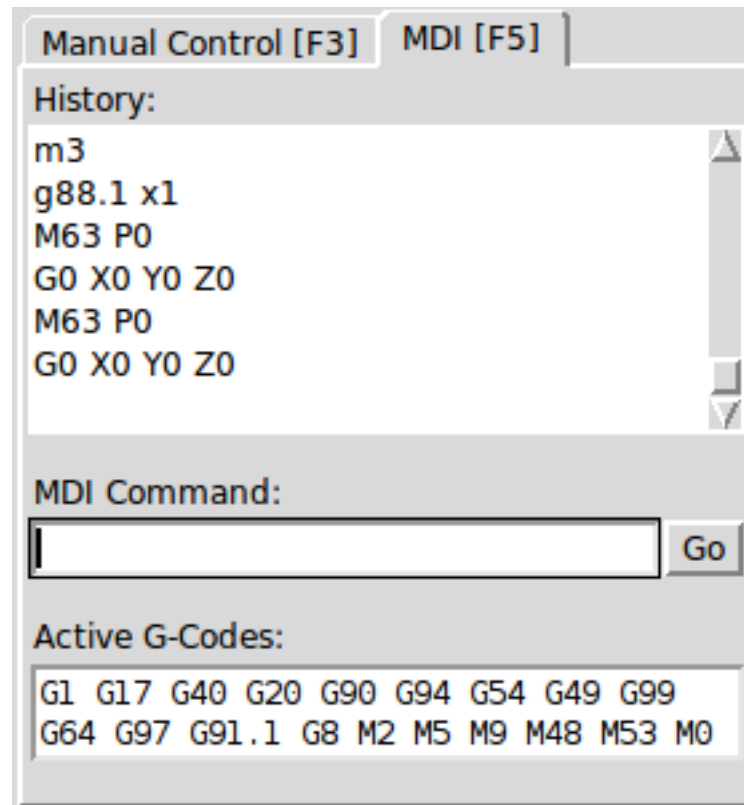 Manual Control [F3] MDI [F5]
History:
m3
g88.1 x1
M63 P0
G0 X0 Y0 Z0
M63 P0
G0 X0 Y0 Z0
MDI Command:
Go
Active G-Codes:
G1 G17 G40 G20 G90 G94 G54 G49 G99
G64 G97 G91.1 G8 M2 M5 M9 M48 M53 M0